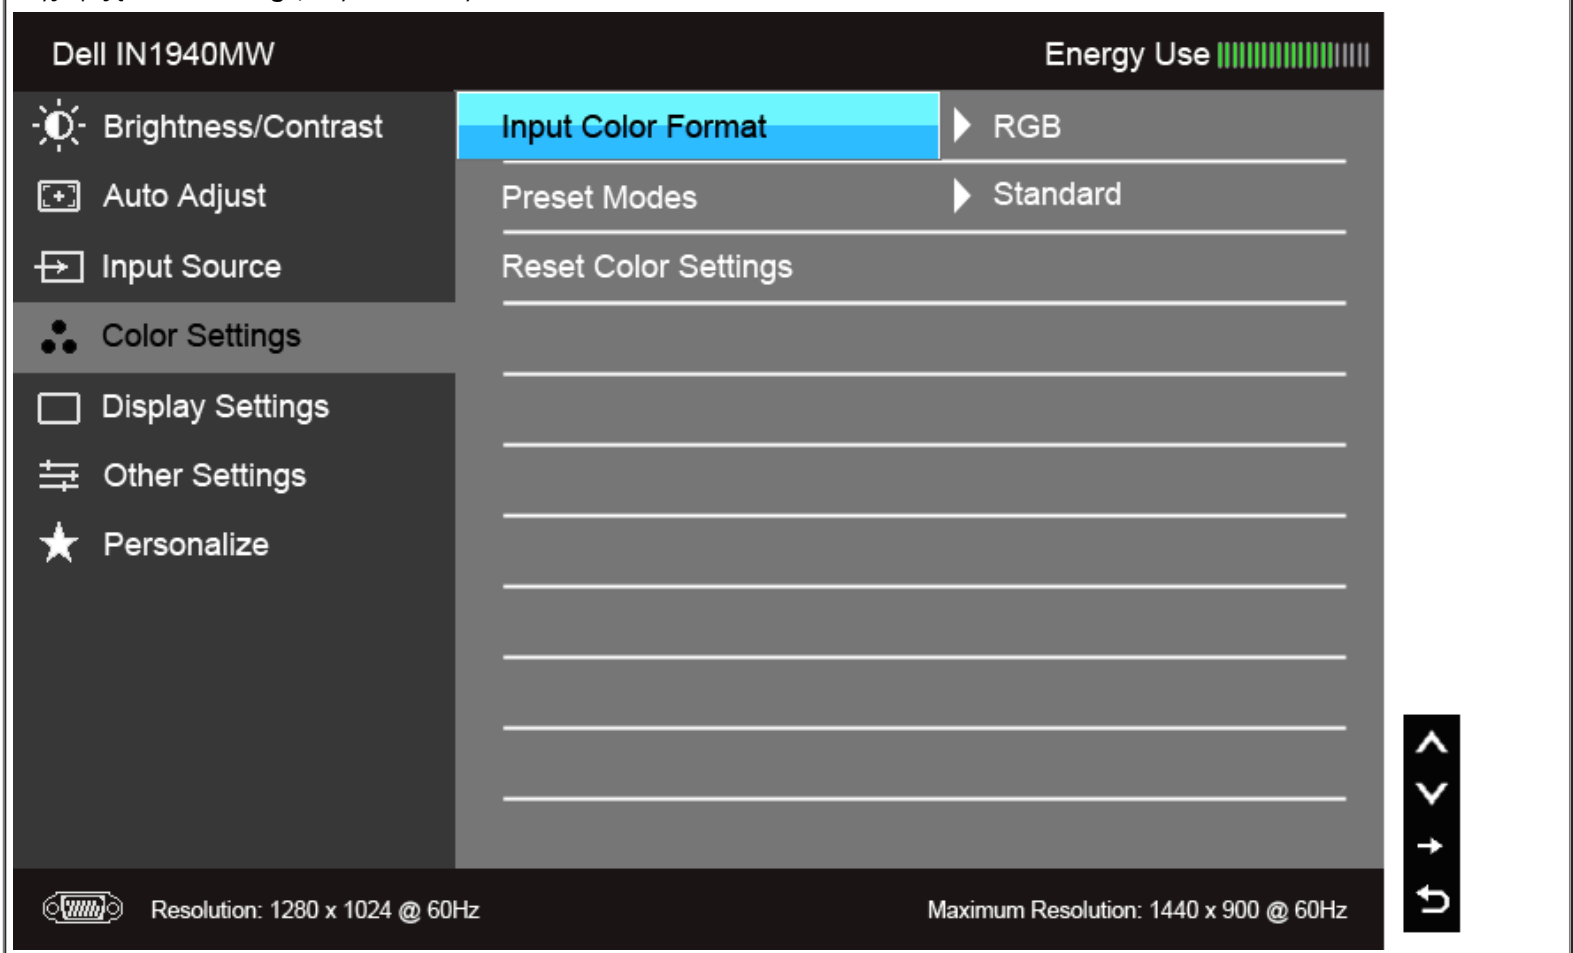 Dell IN1940MW
Energy Use
Brightness/Contrast
Input Color Format
RGB
Auto Adjust
Preset Modes
Standard
Input Source
Reset Color Settings
Color Settings
Display Settings
Other Settings
Personalize
Resolution: 1280 x 1024 @ 60Hz
Maximum Resolution: 1440 x 900 @ 60Hz